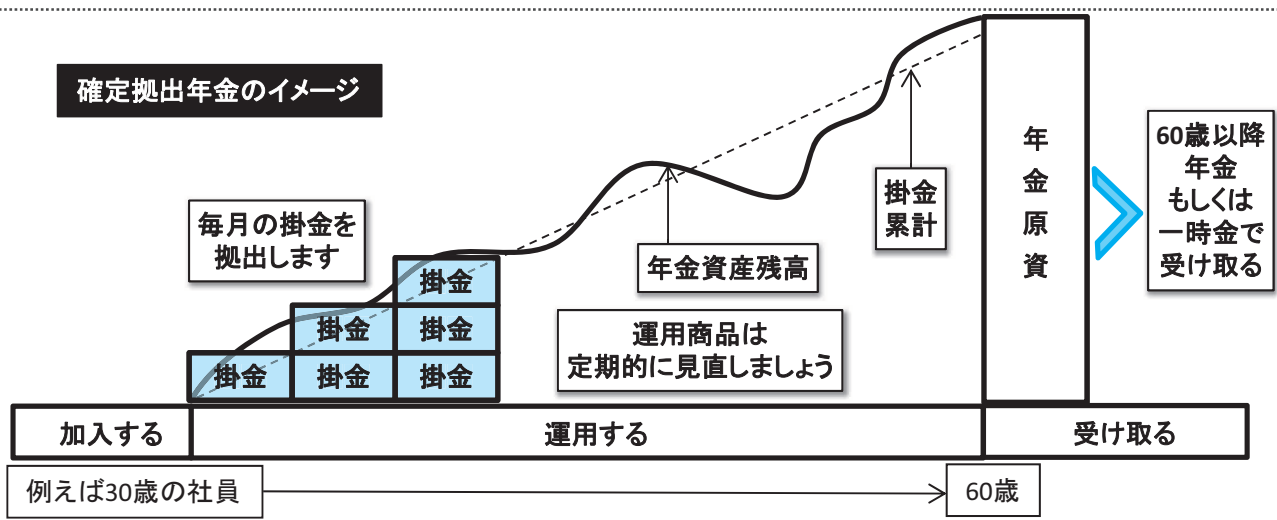 確定拠出年金のイメージ
毎月の掛金を
拠出します
掛金
掛金
掛金
掛金
掛金
掛金
年金資産残高
掛金
累計
運用商品は
定期的に見直しましょう
年
金
原
資
60歳以降
年金
もしくは
一時金で
受け取る
加入する
運用する
受け取る
例えば30歳の社員
60歳